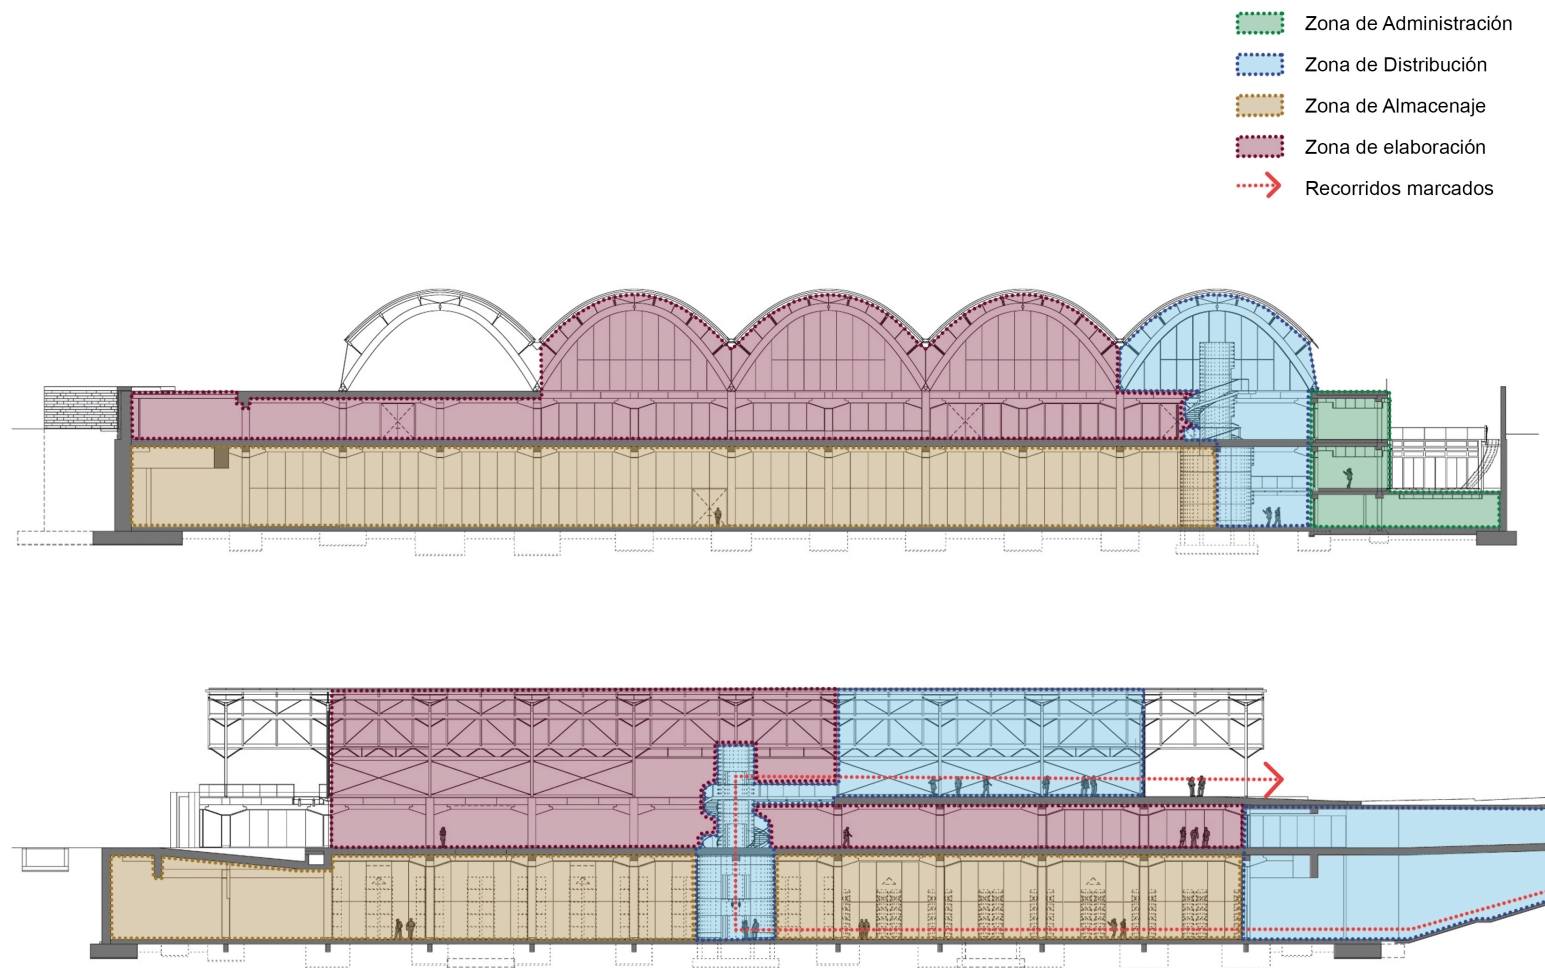 Zona de Administración
Zona de Distribución
Zona de Almacenaje
Zona de elaboración
Recorridos marcados